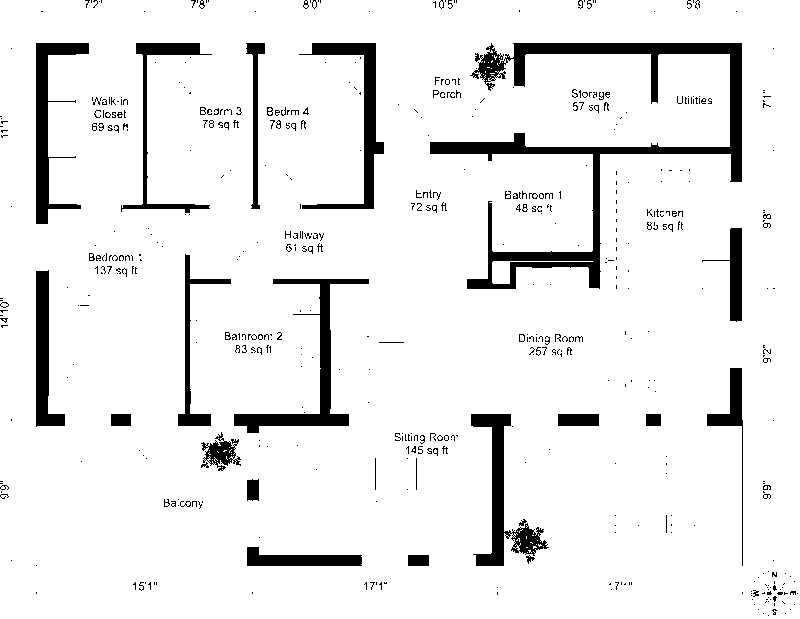 7'2"
7'8"
8'0"
10'5"
9'5"
5'8
Front
Porch
Walk-in
Closet
69 sq ft
Bedrm 3
78 sq ft
Bedrm 4
78 sq ft
Storage
57 sq ft
Utilities
11'1"
7'1"
Entry
72 sq ft
Bathroom 1
48 sq ft
Kitchen
85 sq ft
9'8"
Hallway
61 sq ft
Bedroom 1
137 sq ft
14'10"
Bathroom 2
83 sq ft
Dining Room
257 sq ft
9'2"
Sitting Room
145 sq ft
9'9"
9'9"
Balcony
15'1"
17'1"
N
W
E
S